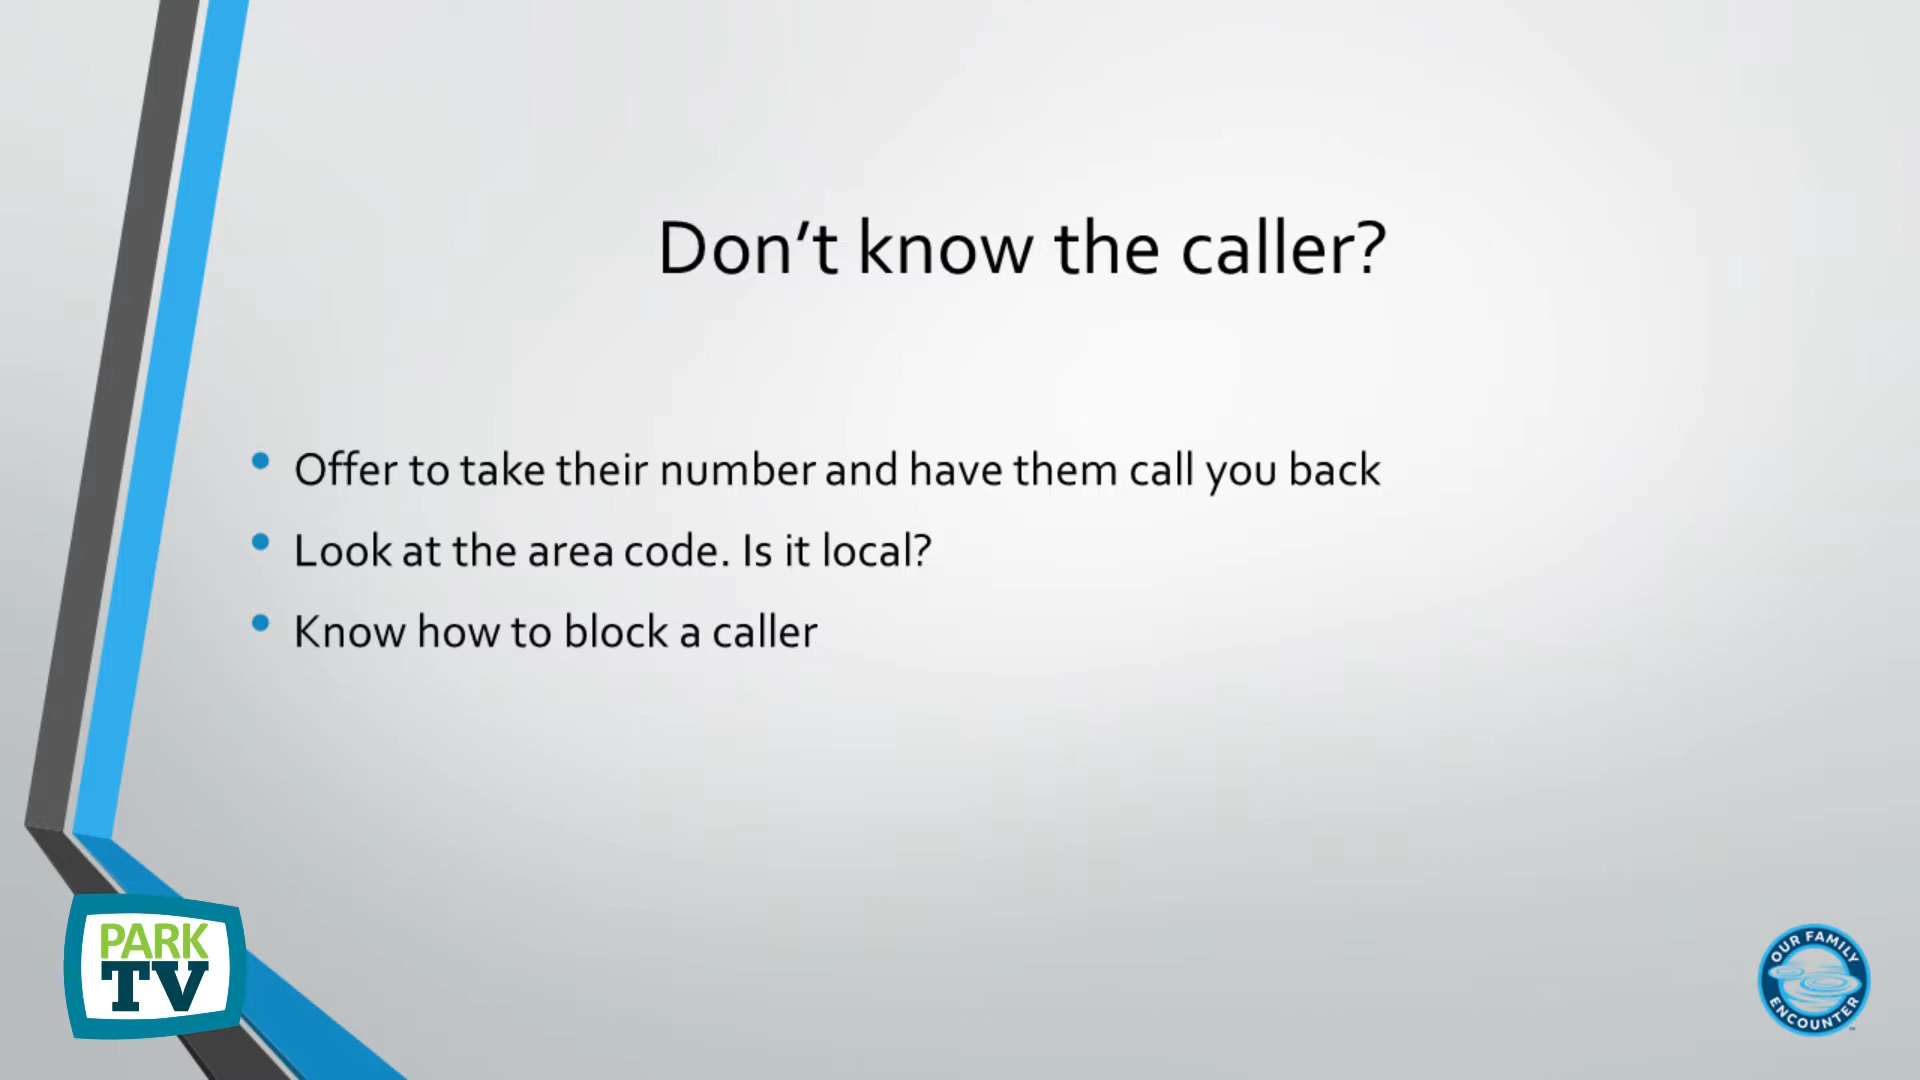 Don’t know the caller?
Offer to take their number and have them call you back
Look at the area code. Is it local?
Know how to block a caller
PARK
TV
OUR FAMILY
ENCOUNTER